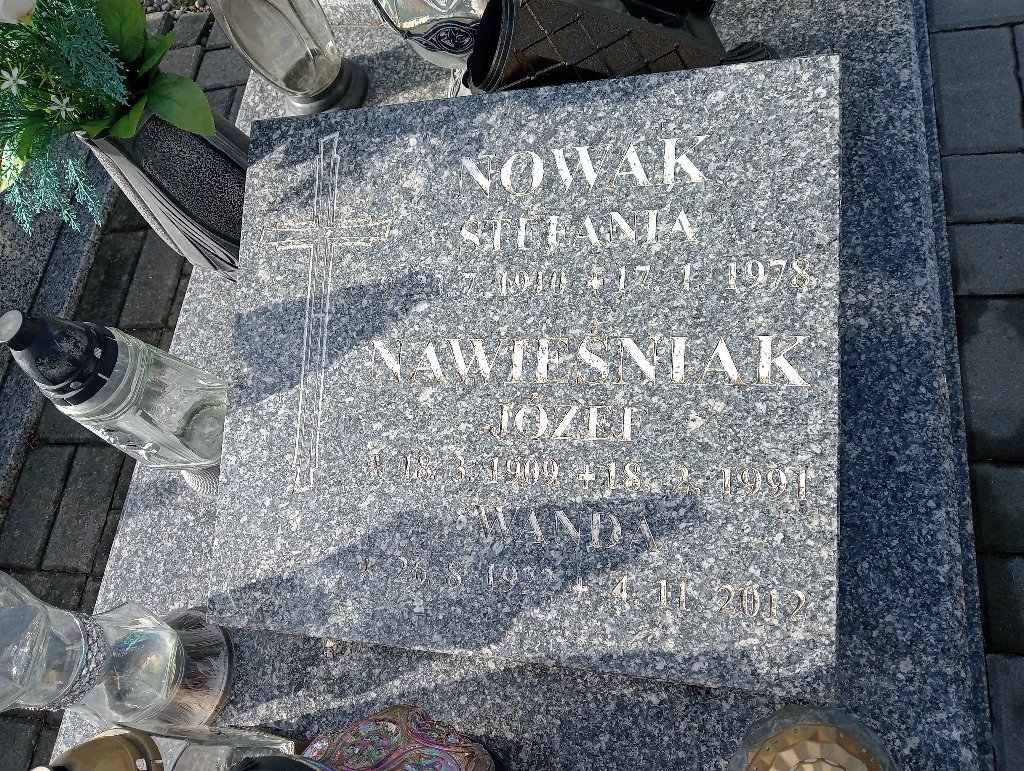 NOWAK
STEFANIA
7. 1910 + 17. 1. 1978
NAWIEŚNIAK
JÓZEF
* 18. 3. 1909 + 18. 2. 1991
WANDA
* 26. 8. + 4. 11. 2012